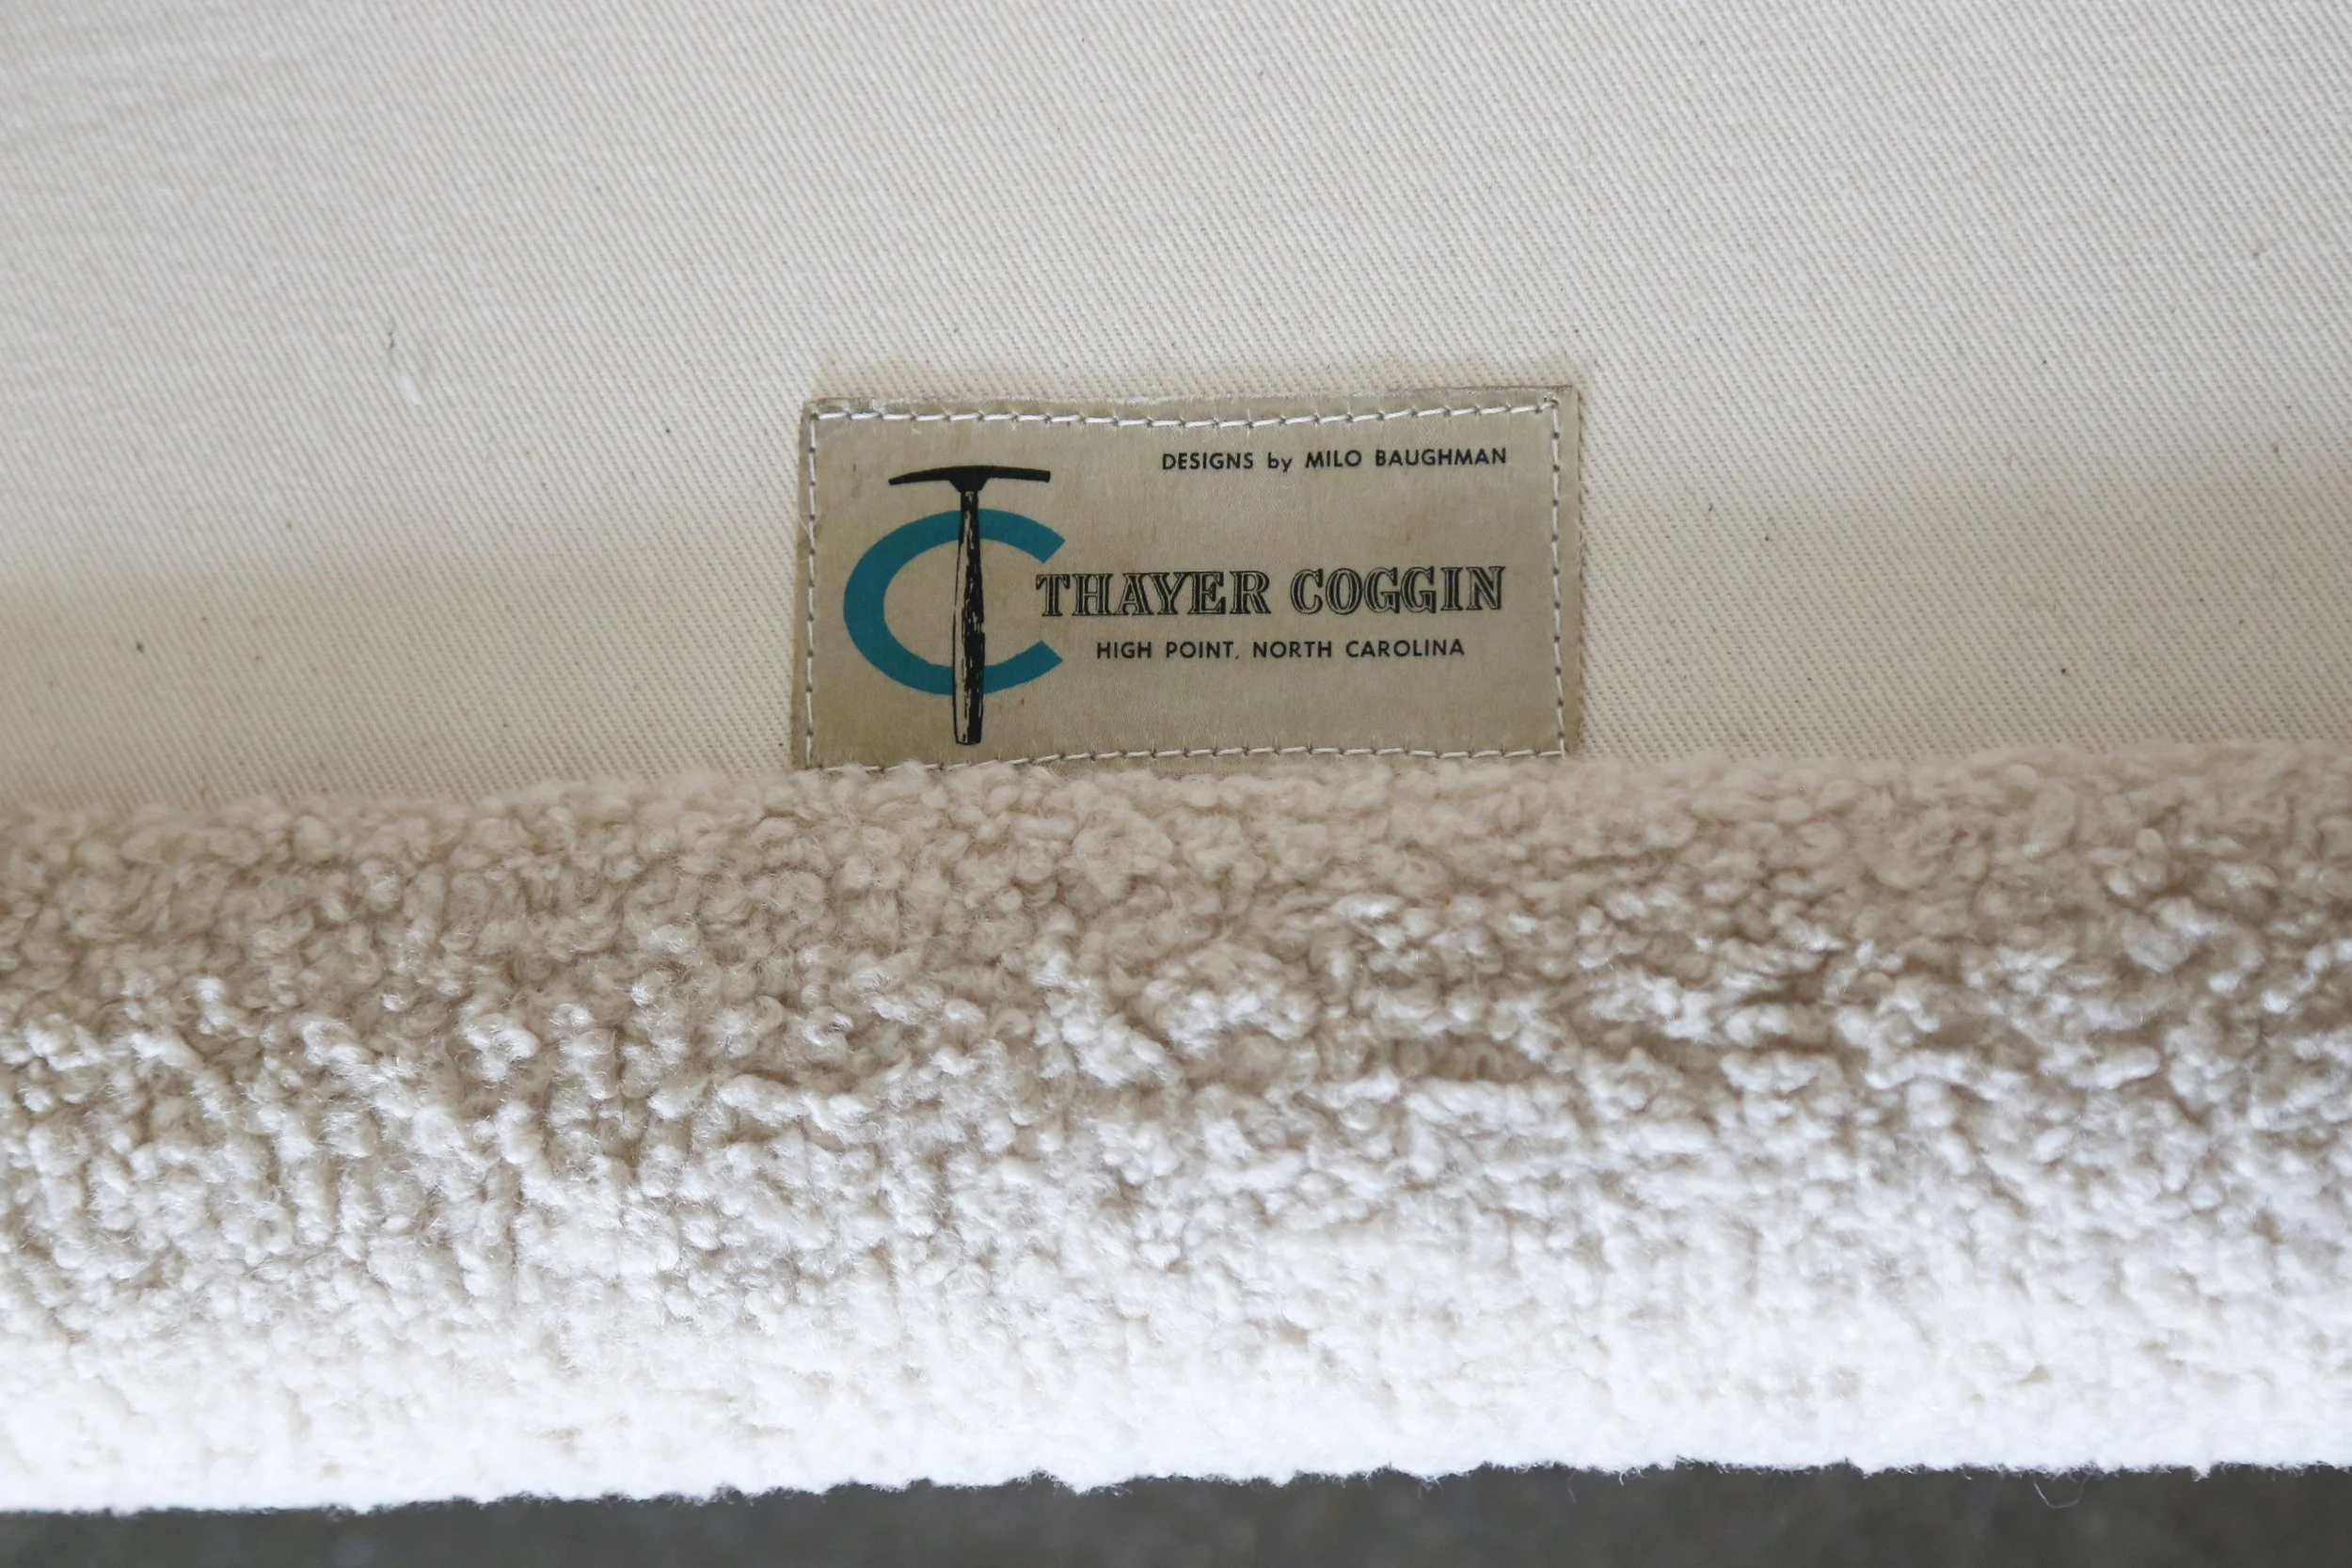 DESIGNS by MILO BAUGHMAN
THAYER COGGIN
HIGH POINT, NORTH CAROLINA